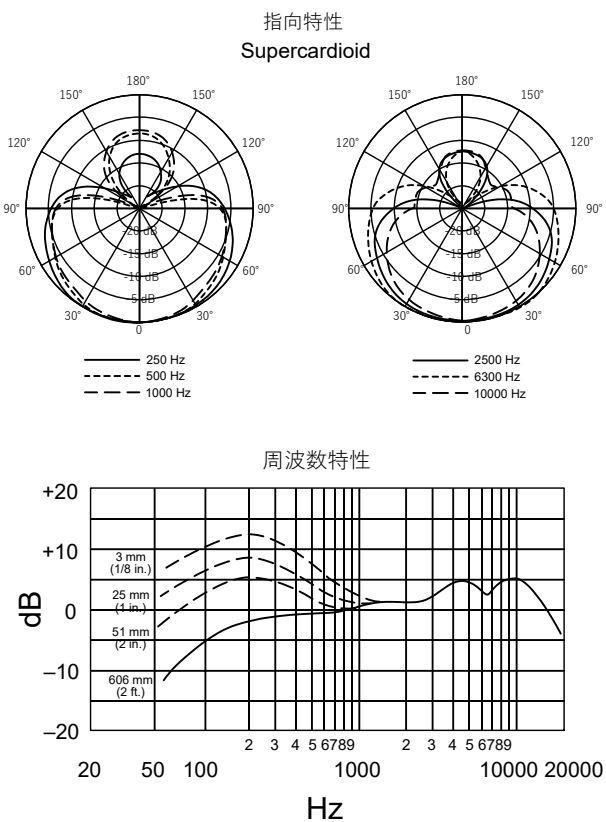 指向特性
Supercardioid
180°
150°
150°
120°
120°
90°
90°
60°
60°
30°
30°
0
-20 dB
-15 dB
-10 dB
-5 dB
250 Hz
500 Hz
1000 Hz
180°
150°
150°
120°
120°
90°
90°
60°
60°
30°
30°
0
-20 dB
-15 dB
-10 dB
-5 dB
2500 Hz
6300 Hz
10000 Hz
周波数特性
+20
+10
0
–10
–20
dB
3 mm
(1/8 in.)
25 mm
(1 in.)
51 mm
(2 in.)
606 mm
(2 ft.)
2 3 4 5 6789 2 3 4 5 6789
20 50 100 1000 10000 20000
Hz